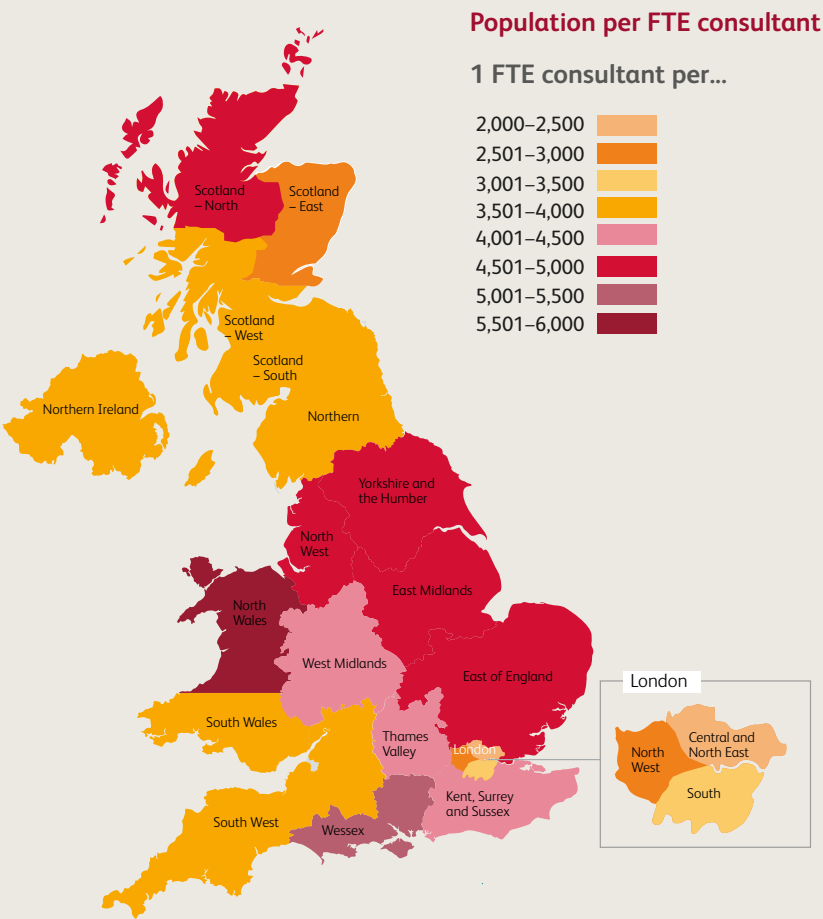 Population per FTE consultant
1 FTE consultant per...
2,000–2,500
2,501–3,000
3,001–3,500
3,501–4,000
4,001–4,500
4,501–5,000
5,001–5,500
5,501–6,000
Scotland
– North
Scotland
– East
Scotland
– West
Scotland
– South
Northern Ireland
Northern
Yorkshire and
the Humber
North
West
East Midlands
North
Wales
West Midlands
East of England
South Wales
Thames
Valley
London
Kent, Surrey
and Sussex
South West
Wessex
London
Central and
North East
North
West
South